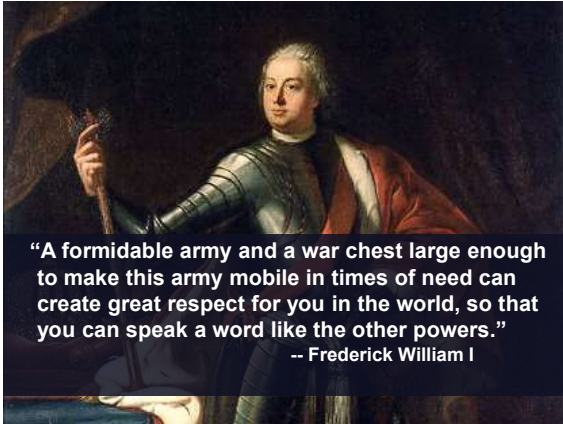 “A formidable army and a war chest large enough
to make this army mobile in times of need can
create great respect for you in the world, so that
you can speak a word like the other powers.”
-- Frederick William I